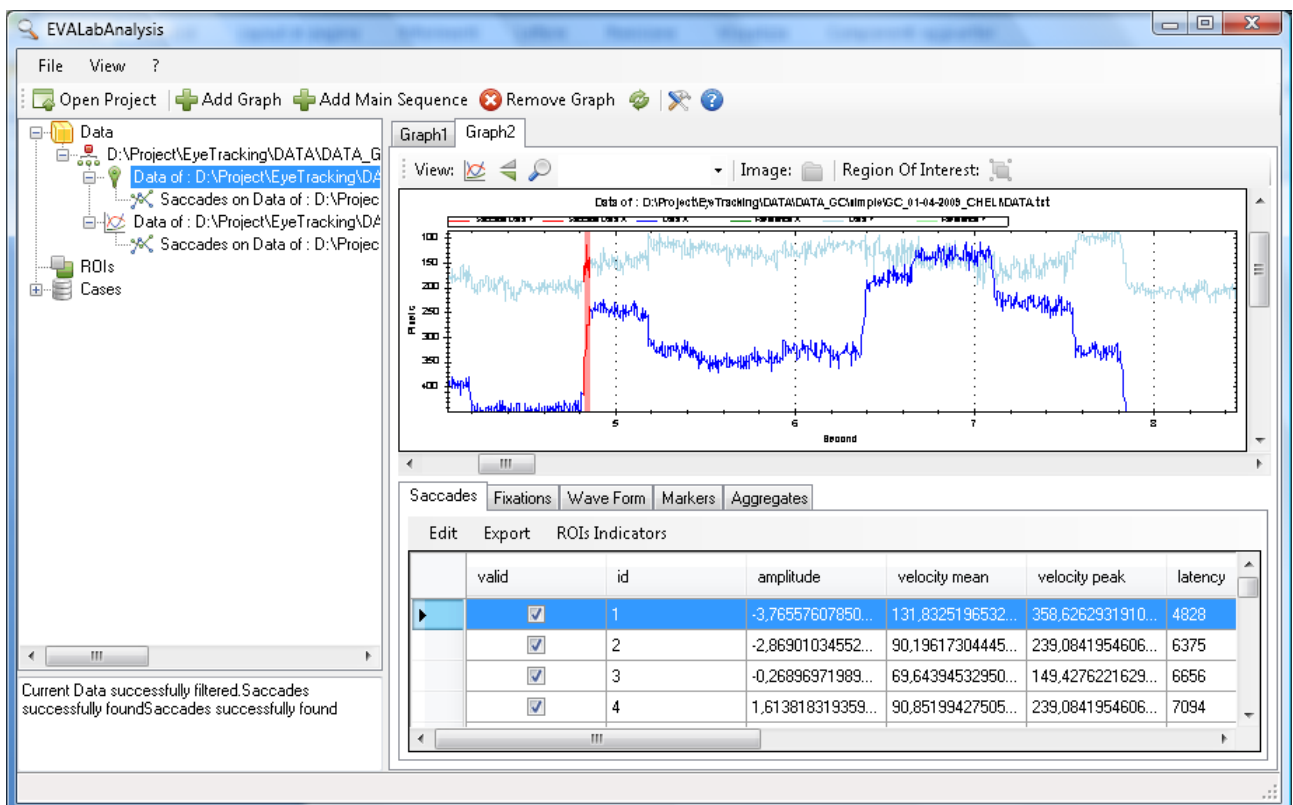 EVALabAnalysis
File View ?
Open Project Add Graph Add Main Sequence Remove Graph
Data
D:\Project\EyeTracking\DATA\DATA_G
Data of : D:\Project\EyeTracking\DA
Saccades on Data of : D:\Projec
Data of : D:\Project\EyeTracking\DA
Saccades on Data of : D:\Projec
ROIs
Cases
Current Data successfully filtered.Saccades
successfully foundSaccades successfully found
Graph1 Graph2
View: Image: Region Of Interest:
Data of : D:\Project\EyeTracking\DATA\DATA_GC\simple\GC_01-04-2009_CHELI\DATA.txt
100
150
200
250
300
350
400
Pixels
5 6 7 8
Second
Saccades Fixations Wave Form Markers Aggregates
Edit Export ROIs Indicators
valid id amplitude velocity mean velocity peak latency
1 -3,76557607850... 131,8325196532... 358,6262931910... 4828
2 -2,86901034552... 90,19617304445... 239,0841954606... 6375
3 -0,26896971989... 69,64394532950... 149,4276221629... 6656
4 1,613818319359... 90,85199427505... 239,0841954606... 7094